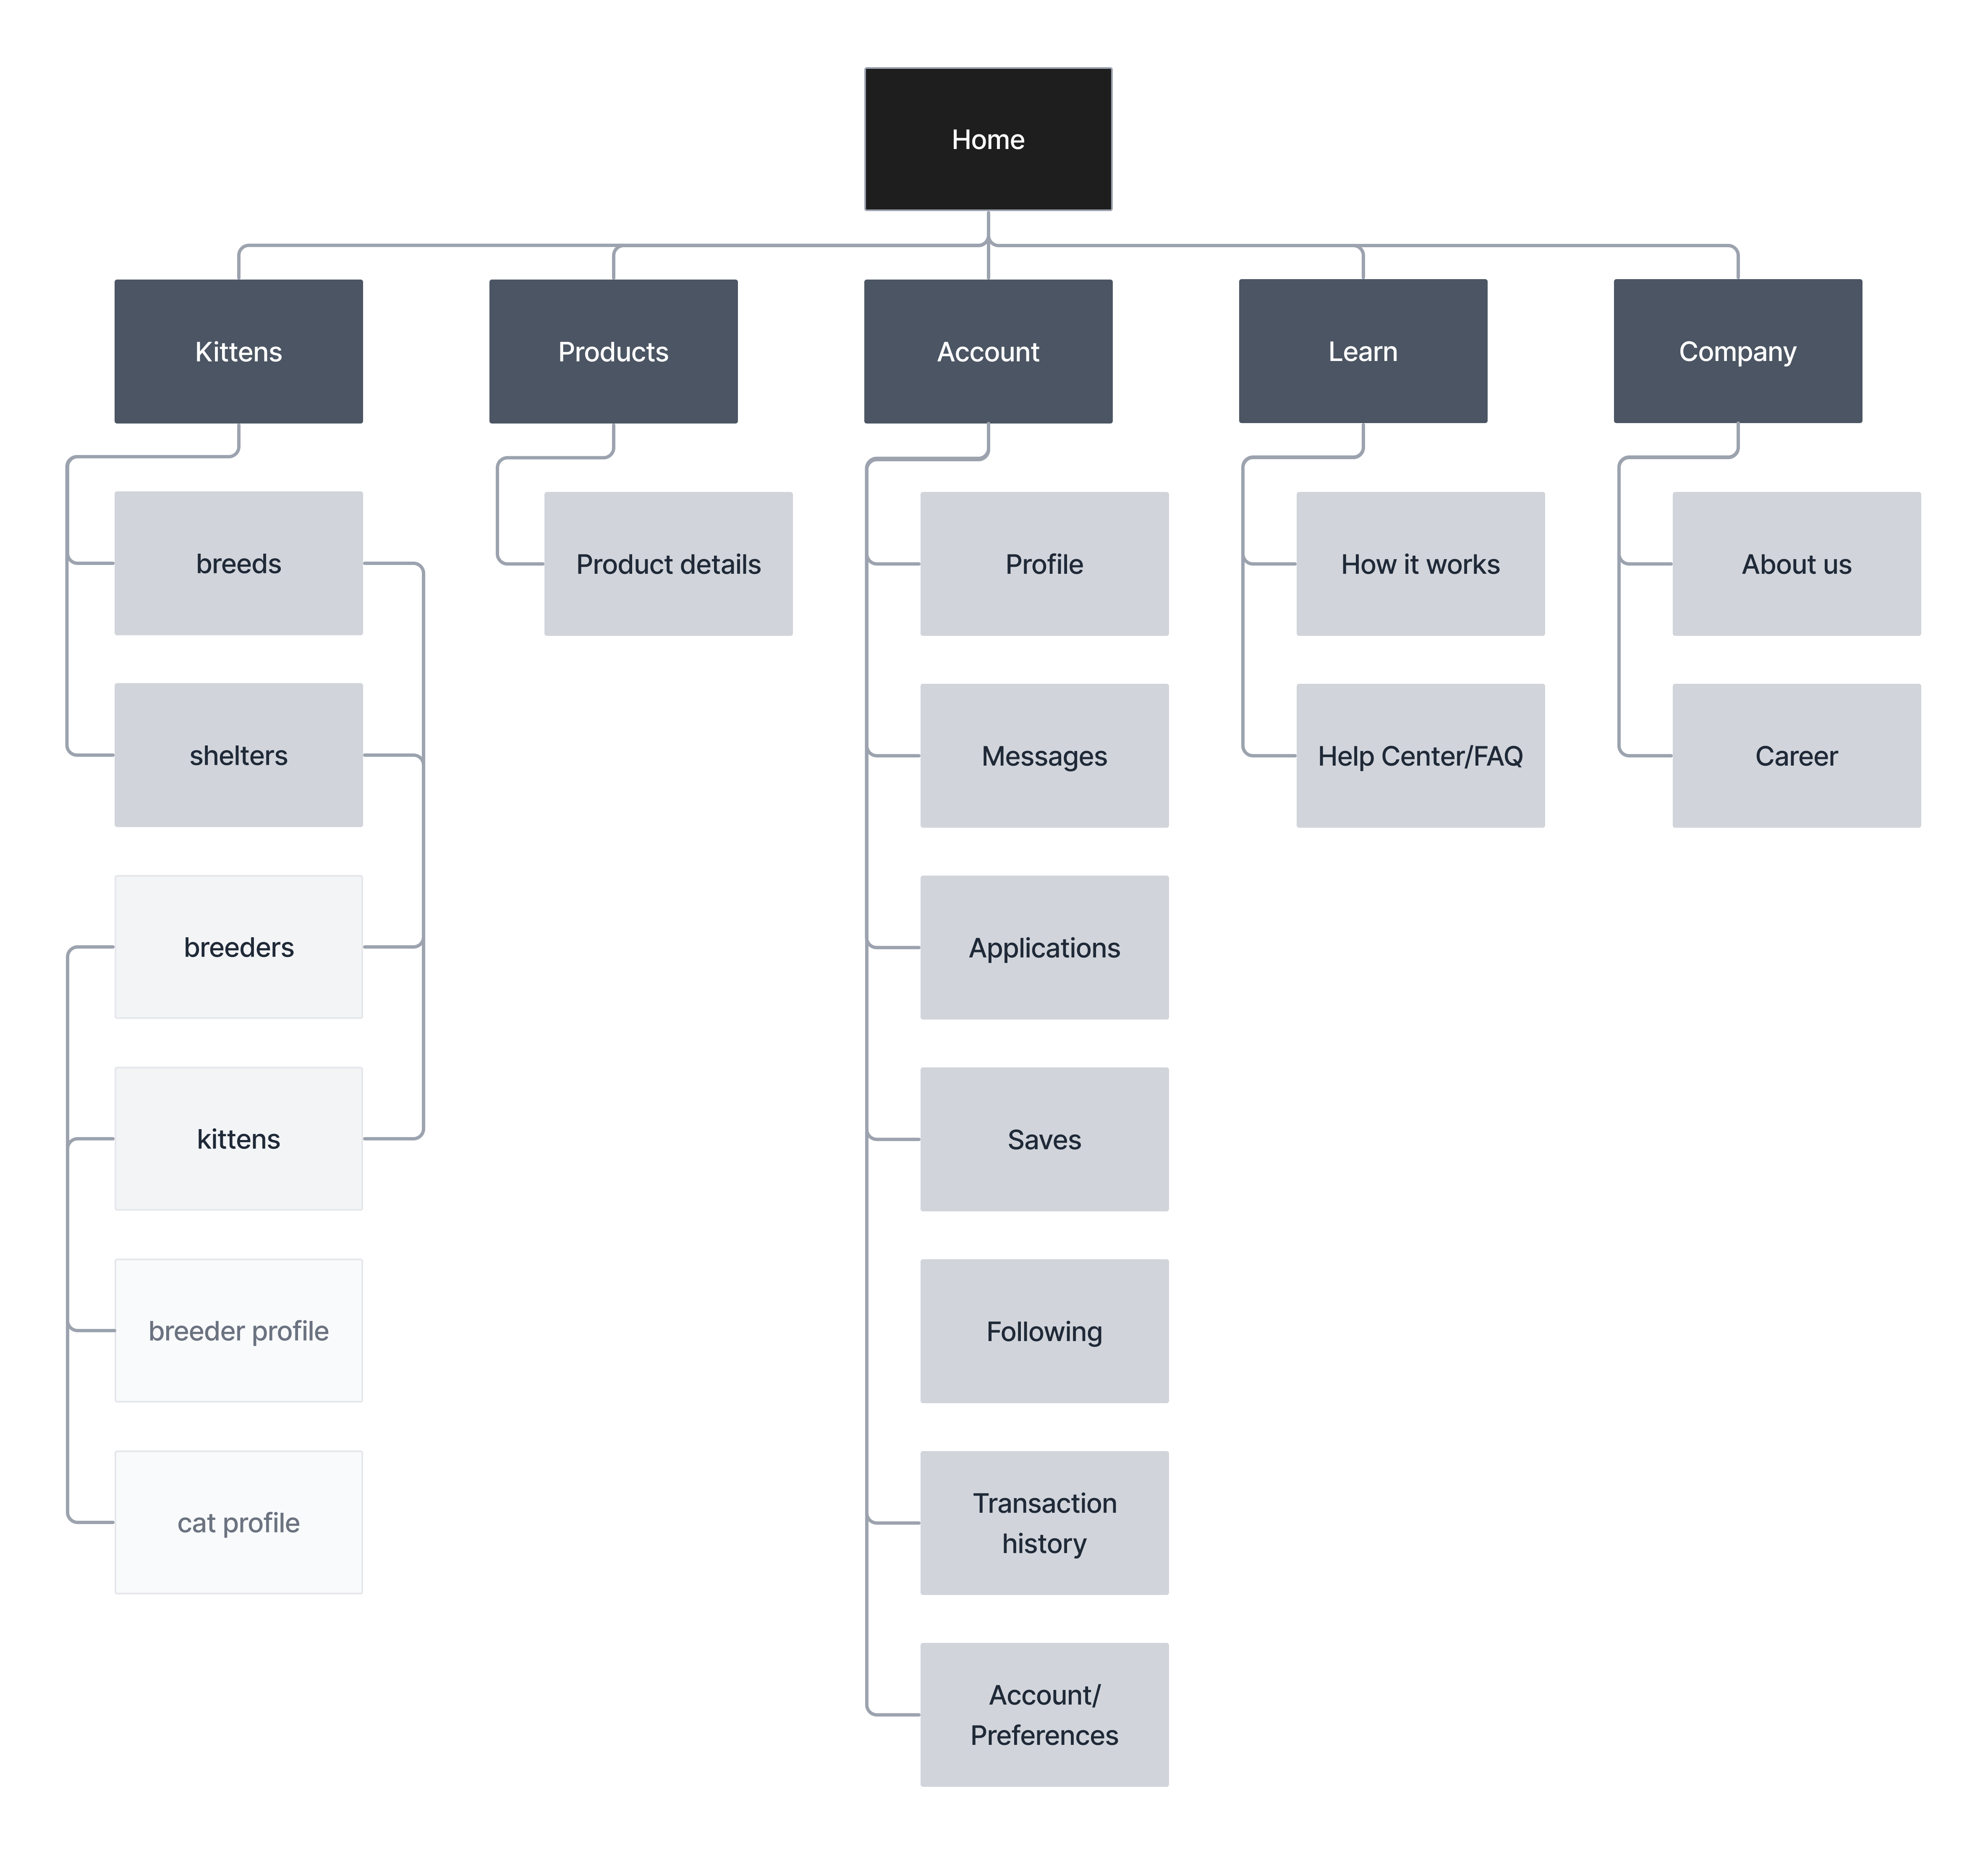 Home
Kittens
Products
Account
Learn
Company
breeds
Product details
Profile
How it works
About us
shelters
Messages
Help Center/FAQ
Career
breeders
Applications
kittens
Saves
breeder profile
Following
cat profile
Transaction
history
Account/
Preferences